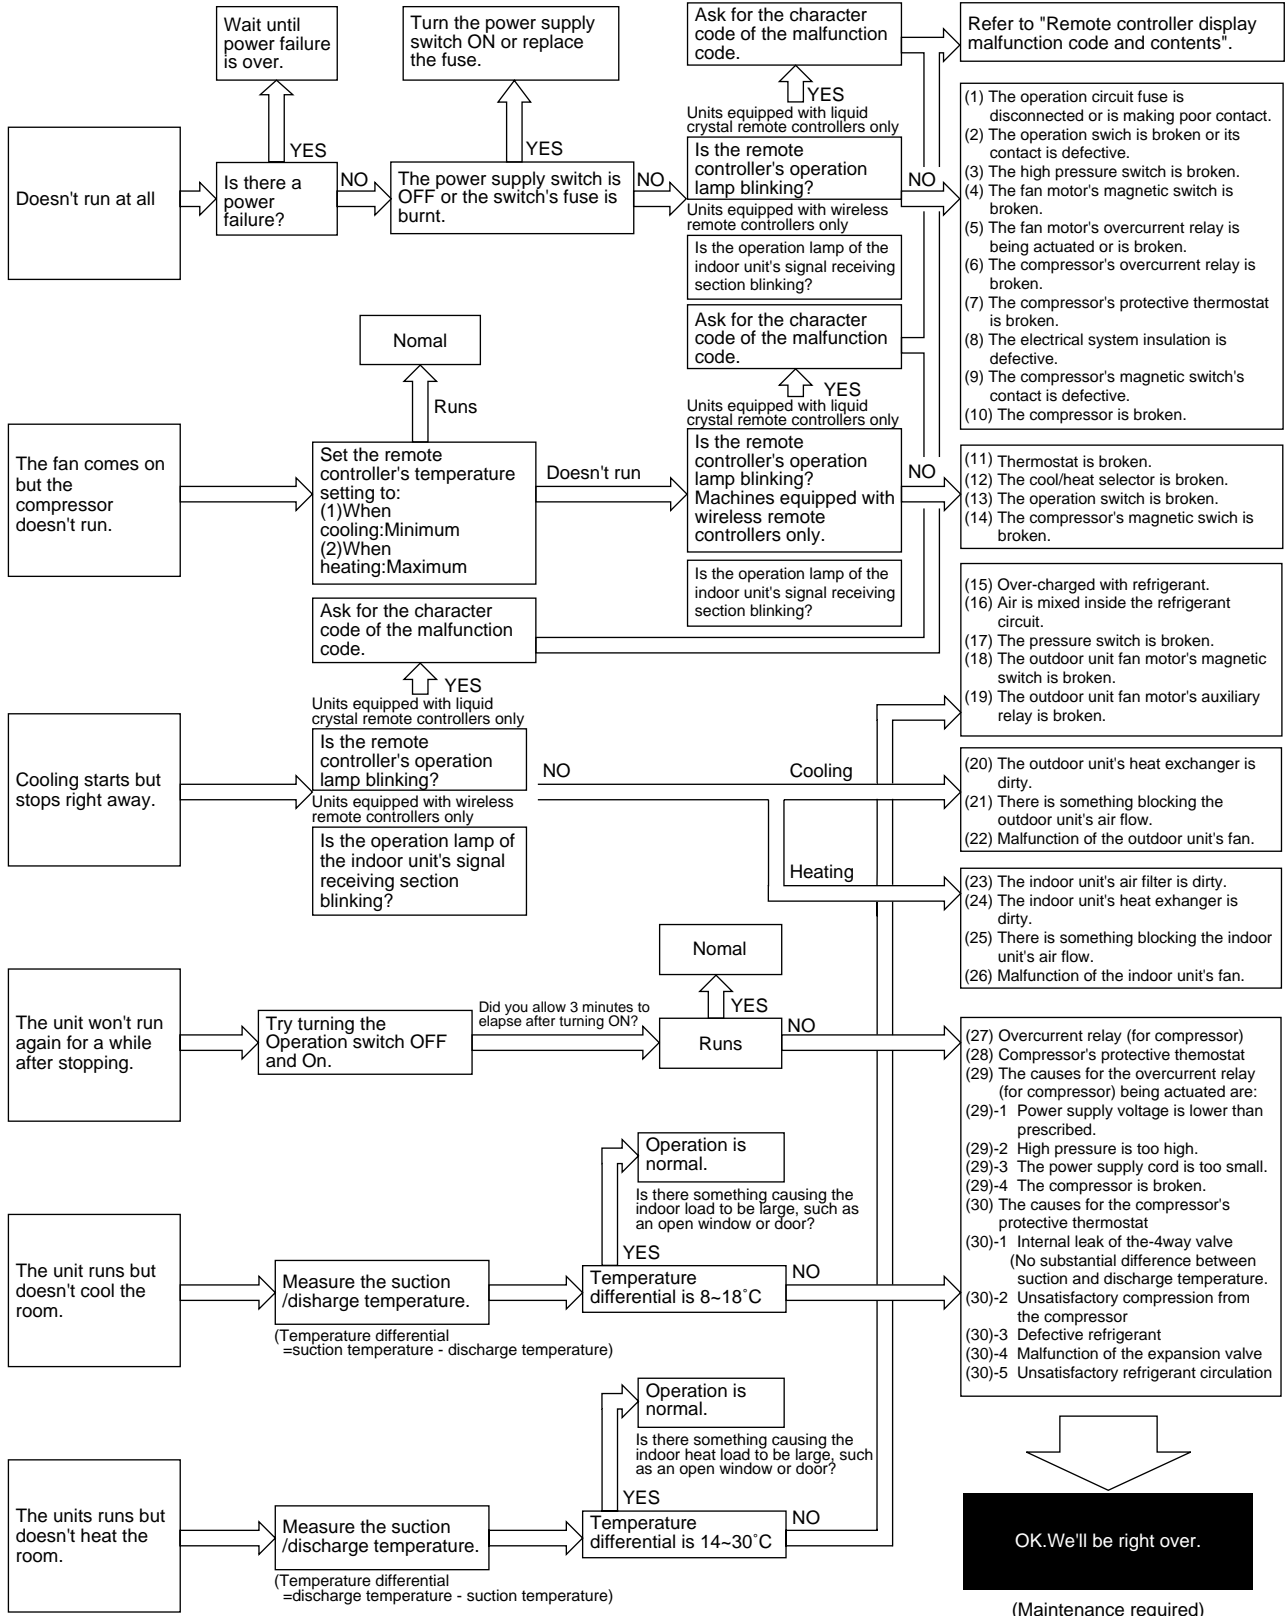 Wait until
power failure
is over.
Turn the power supply
switch ON or replace
the fuse.
Ask for the character
code of the malfunction
code.
Refer to "Remote controller display
malfunction code and contents".
YES
YES
YES
Units equipped with liquid
crystal remote controllers only
Doesn't run at all
Is there a
power
failure?
NO
The power supply switch is
OFF or the switch's fuse is
burnt.
NO
Is the remote
controller's operation
lamp blinking?
NO
Units equipped with wireless
remote controllers only
Is the operation lamp of the
indoor unit's signal receiving
section blinking?
(1) The operation circuit fuse is
disconnected or is making poor contact.
(2) The operation swich is broken or its
contact is defective.
(3) The high pressure switch is broken.
(4) The fan motor's magnetic switch is
broken.
(5) The fan motor's overcurrent relay is
being actuated or is broken.
(6) The compressor's overcurrent relay is
broken.
(7) The compressor's protective thermostat
is broken.
(8) The electrical system insulation is
defective.
(9) The compressor's magnetic switch's
contact is defective.
(10) The compressor is broken.
Nomal
Runs
Ask for the character
code of the malfunction
code.
YES
Units equipped with liquid
crystal remote controllers only
The fan comes on
but the
compressor
doesn't run.
Set the remote
controller's temperature
setting to:
(1)When
cooling:Minimum
(2)When
heating:Maximum
Doesn't run
Is the remote
controller's operation
lamp blinking?
Machines equipped with
wireless remote
controllers only.
NO
Is the operation lamp of the
indoor unit's signal receiving
section blinking?
(11) Thermostat is broken.
(12) The cool/heat selector is broken.
(13) The operation switch is broken.
(14) The compressor's magnetic swich is
broken.
Ask for the character
code of the malfunction
code.
YES
Units equipped with liquid
crystal remote controllers only
(15) Over-charged with refrigerant.
(16) Air is mixed inside the refrigerant
circuit.
(17) The pressure switch is broken.
(18) The outdoor unit fan motor's magnetic
switch is broken.
(19) The outdoor unit fan motor's auxiliary
relay is broken.
Cooling starts but
stops right away.
Is the remote
controller's operation
lamp blinking?
Units equipped with wireless
remote controllers only
Is the operation lamp of
the indoor unit's signal
receiving section
blinking?
NO
Cooling
Heating
(20) The outdoor unit's heat exchanger is
dirty.
(21) There is something blocking the
outdoor unit's air flow.
(22) Malfunction of the outdoor unit's fan.
(23) The indoor unit's air filter is dirty.
(24) The indoor unit's heat exhanger is
dirty.
(25) There is something blocking the indoor
unit's air flow.
(26) Malfunction of the indoor unit's fan.
Nomal
YES
The unit won't run
again for a while
after stopping.
Try turning the
Operation switch OFF
and On.
Did you allow 3 minutes to
elapse after turning ON?
Runs
NO
(27) Overcurrent relay (for compressor)
(28) Compressor's protective themostat
(29) The causes for the overcurrent relay
(for compressor) being actuated are:
(29)-1 Power supply voltage is lower than
prescribed.
(29)-2 High pressure is too high.
(29)-3 The power supply cord is too small.
(29)-4 The compressor is broken.
(30) The causes for the compressor's
protective thermostat
(30)-1 Internal leak of the-4way valve
(No substantial difference between
suction and discharge temperature.
(30)-2 Unsatisfactory compression from
the compressor
(30)-3 Defective refrigerant
(30)-4 Malfunction of the expansion valve
(30)-5 Unsatisfactory refrigerant circulation
Operation is
normal.
Is there something causing the
indoor load to be large, such as
an open window or door?
YES
The unit runs but
doesn't cool the
room.
Measure the suction
/disharge temperature.
(Temperature differential
=suction temperature - discharge temperature)
Temperature
differential is 8~18˚C
NO
Operation is
normal.
Is there something causing the
indoor heat load to be large, such
as an open window or door?
YES
The units runs but
doesn't heat the
room.
Measure the suction
/discharge temperature.
(Temperature differential
=discharge temperature - suction temperature)
Temperature
differential is 14~30˚C
NO
OK.We'll be right over.
(Maintenance required)